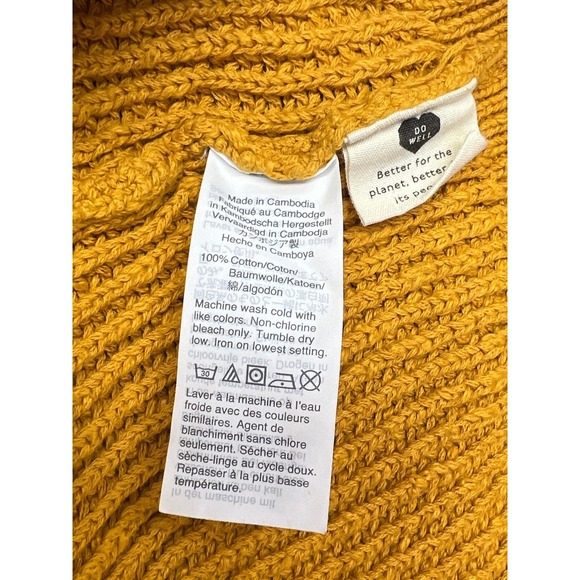 Made in Cambodia
Fabriqué au Cambodge
in Kambodscha Hergestellt
Vervaardigd in Cambodja
カンボジア製
Hecho en Camboya
100% Cotton/Coton/
Baumwolle/Katoen/
綿/algodón
Machine wash cold with
like colors. Non-chlorine
bleach only. Tumble dry
low. Iron on lowest setting.
30
Laver à la machine à l'eau
froide avec des couleurs
similaires. Agent de
blanchiment sans chlore
seulement. Sécher au
sèche-linge au cycle doux.
Repasser à la plus basse
température.
DO
WELL
Better for the
planet, better
its